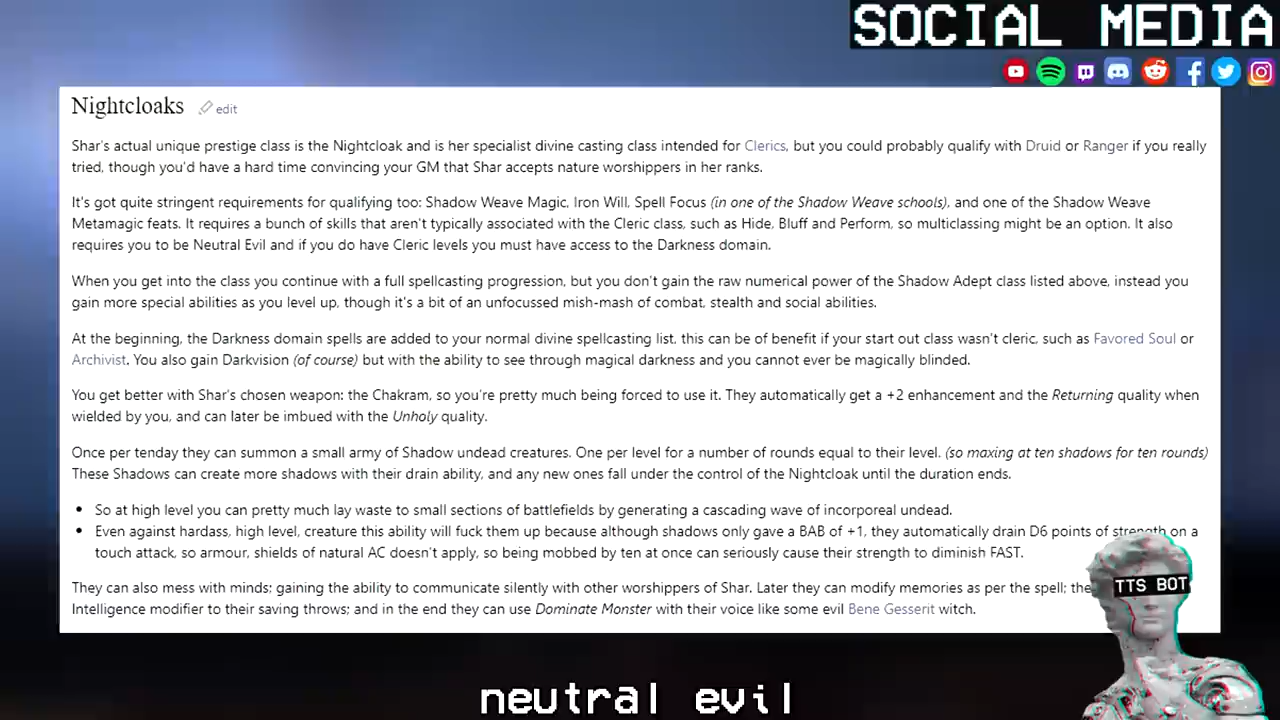 SOCIAL MEDIA
Nightcloaks edit
Shar's actual unique prestige class is the Nightcloak and is her specialist divine casting class intended for Clerics, but you could probably qualify with Druid or Ranger if you really
tried, though you'd have a hard time convincing your GM that Shar accepts nature worshippers in her ranks.
It's got quite stringent requirements for qualifying too: Shadow Weave Magic, Iron Will, Spell Focus (in one of the Shadow Weave schools), and one of the Shadow Weave
Metamagic feats. It requires a bunch of skills that aren't typically associated with the Cleric class, such as Hide, Bluff and Perform, so multiclassing might be an option. It also
requires you to be Neutral Evil and if you do have Cleric levels you must have access to the Darkness domain.
When you get into the class you continue with a full spellcasting progression, but you don't gain the raw numerical power of the Shadow Adept class listed above, instead you
gain more special abilities as you level up, though it's a bit of an unfocussed mish-mash of combat, stealth and social abilities.
At the beginning, the Darkness domain spells are added to your normal divine spellcasting list, this can be of benefit if your start out class wasn't cleric, such as Favored Soul or
Archivist. You also gain Darkvision (of course) but with the ability to see through magical darkness and you cannot ever be magically blinded.
You get better with Shar's chosen weapon: the Chakram, so you're pretty much being forced to use it. They automatically get a +2 enhancement and the Returning quality when
wielded by you, and can later be imbued with the Unholy quality.
Once per tenday they can summon a small army of Shadow undead creatures. One per level for a number of rounds equal to their level. (so maxing at ten shadows for ten rounds)
These Shadows can create more shadows with their drain ability, and any new ones fall under the control of the Nightcloak until the duration ends.
• So at high level you can pretty much lay waste to small sections of battlefields by generating a cascading wave of incorporeal undead.
• Even against hardass, high level, creature this ability will fuck them up because although shadows only gave a BAB of +1, they automatically drain D6 points of strength on a
touch attack, so armour, shields of natural AC doesn't apply, so being mobbed by ten at once can seriously cause their strength to diminish FAST.
They can also mess with minds; gaining the ability to communicate silently with other worshippers of Shar. Later they can modify memories as per the spell;
Intelligence modifier to their saving throws; and in the end they can use Dominate Monster with their voice like some evil Bene Gesserit witch.
TTS BOT
neutral evil